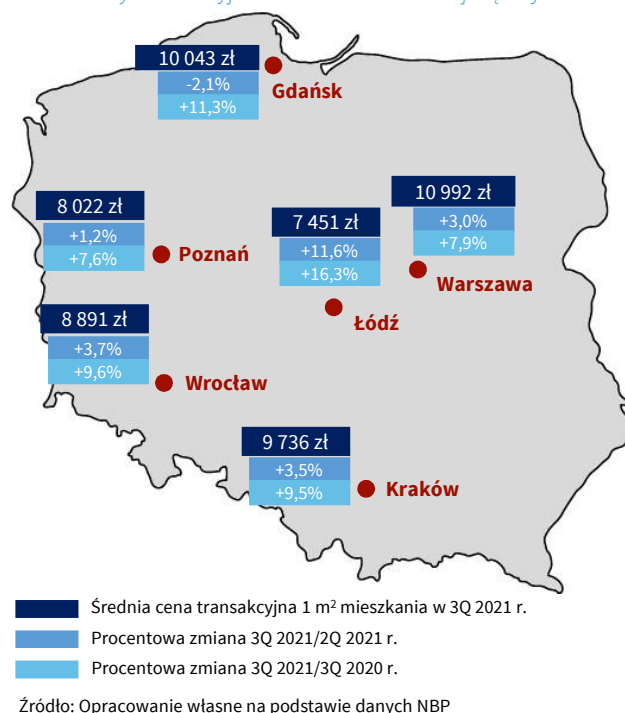 10 043 zł
-2,1%
+11,3%
Gdańsk
10 992 zł
+3,0%
+7,9%
Warszawa
8 022 zł
+1,2%
+7,6%
Poznań
7 451 zł
+11,6%
+16,3%
Łódź
8 891 zł
+3,7%
+9,6%
Wrocław
9 736 zł
+3,5%
+9,5%
Kraków
Średnia cena transakcyjna 1 m² mieszkania w 3Q 2021 r.
Procentowa zmiana 3Q 2021/2Q 2021 r.
Procentowa zmiana 3Q 2021/3Q 2020 r.
Źródło: Opracowanie własne na podstawie danych NBP